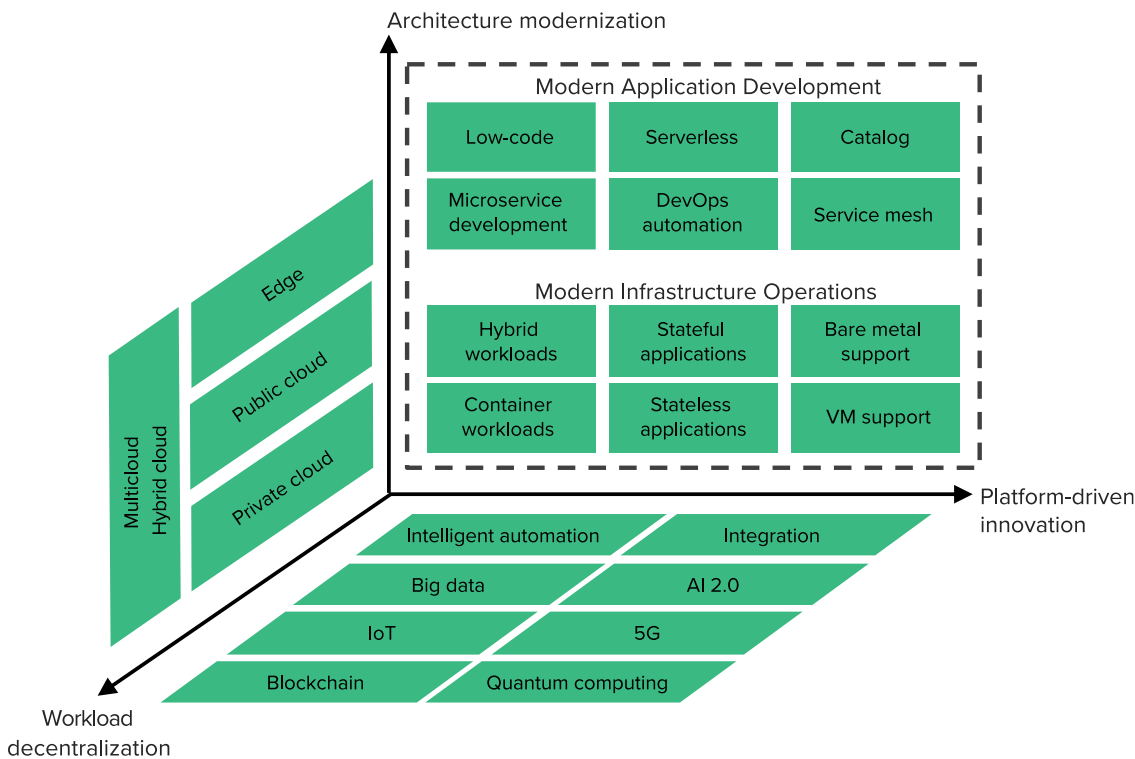 Architecture modernization
Modern Application Development
Low-code
Serverless
Catalog
Microservice
development
DevOps
automation
Service mesh
Modern Infrastructure Operations
Hybrid
workloads
Stateful
applications
Bare metal
support
Container
workloads
Stateless
applications
VM support
Edge
Public cloud
Private cloud
Multicloud
Hybrid cloud
Platform-driven
innovation
Intelligent automation
Integration
Big data
AI 2.0
IoT
5G
Blockchain
Quantum computing
Workload
decentralization